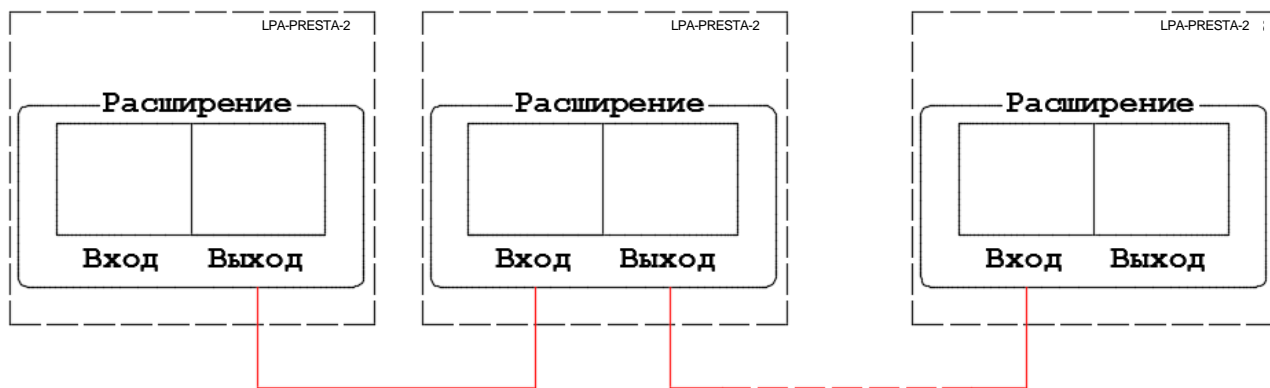 LPA-PRESTA-2 LPA-PRESTA-2 LPA-PRESTA-2
Расширение Расширение Расширение
Вход Выход Вход Выход Вход Выход